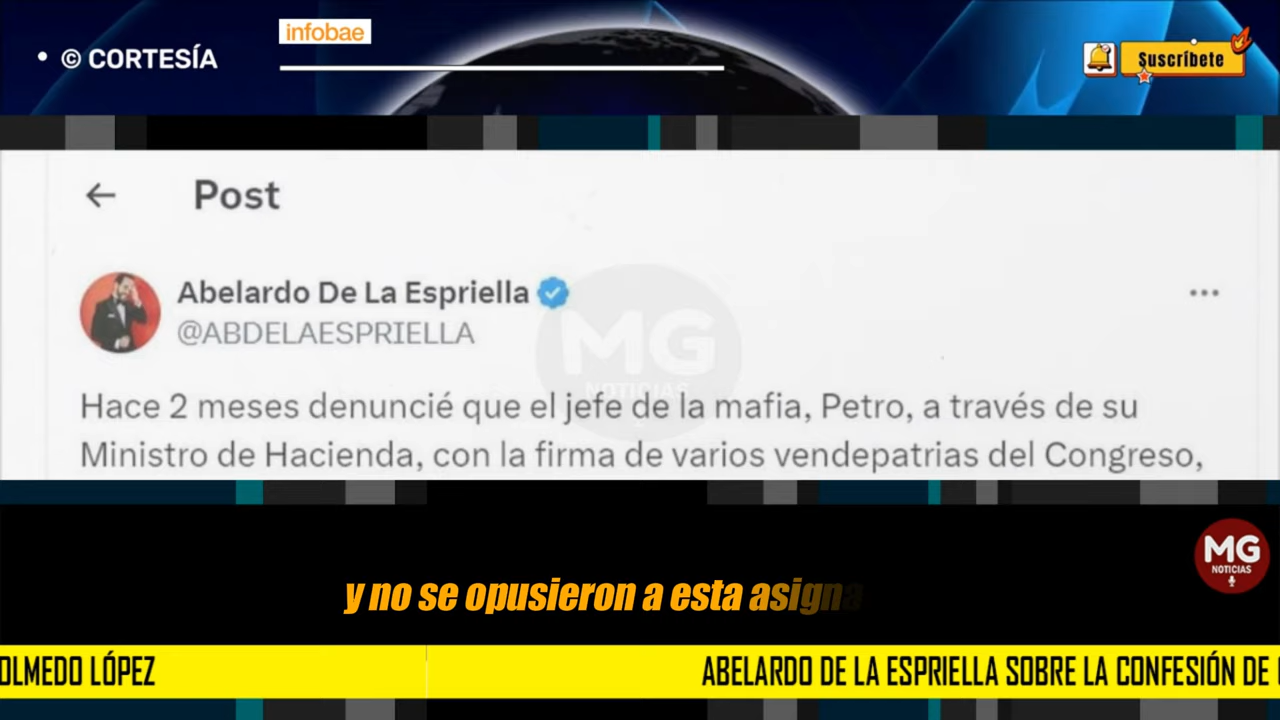 infobae
• © CORTESÍA
Suscríbete
Post
Abelardo De La Espriella
@ABDELAESPRIELLA
Hace 2 meses denuncié que el jefe de la mafia, Petro, a través de su
Ministro de Hacienda, con la firma de varios vendepatrias del Congreso,
MG
NOTICIAS
MG
NOTICIAS
y no se opusieron a esta asigna
OLMEDO LÓPEZ
ABELARDO DE LA ESPRIELLA SOBRE LA CONFESIÓN DE